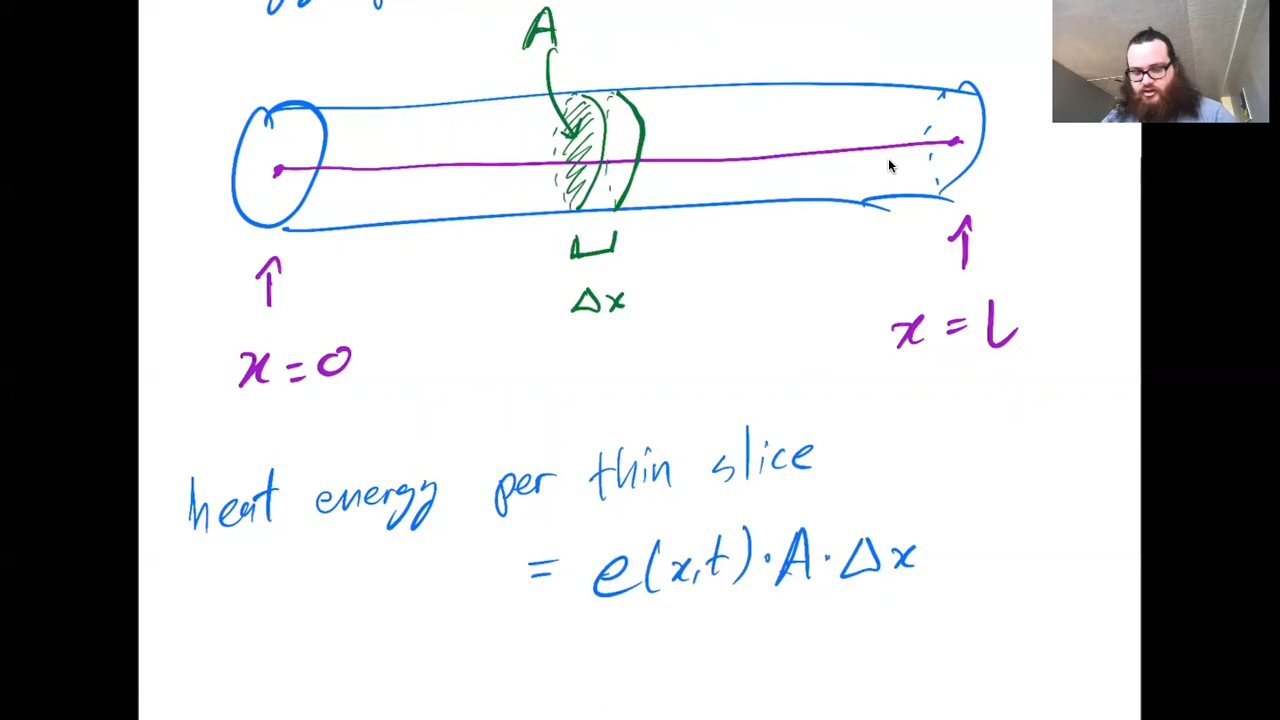 A
Δx
x=0
x=L
heat energy per thin slice
= e(x,t)·A·Δx